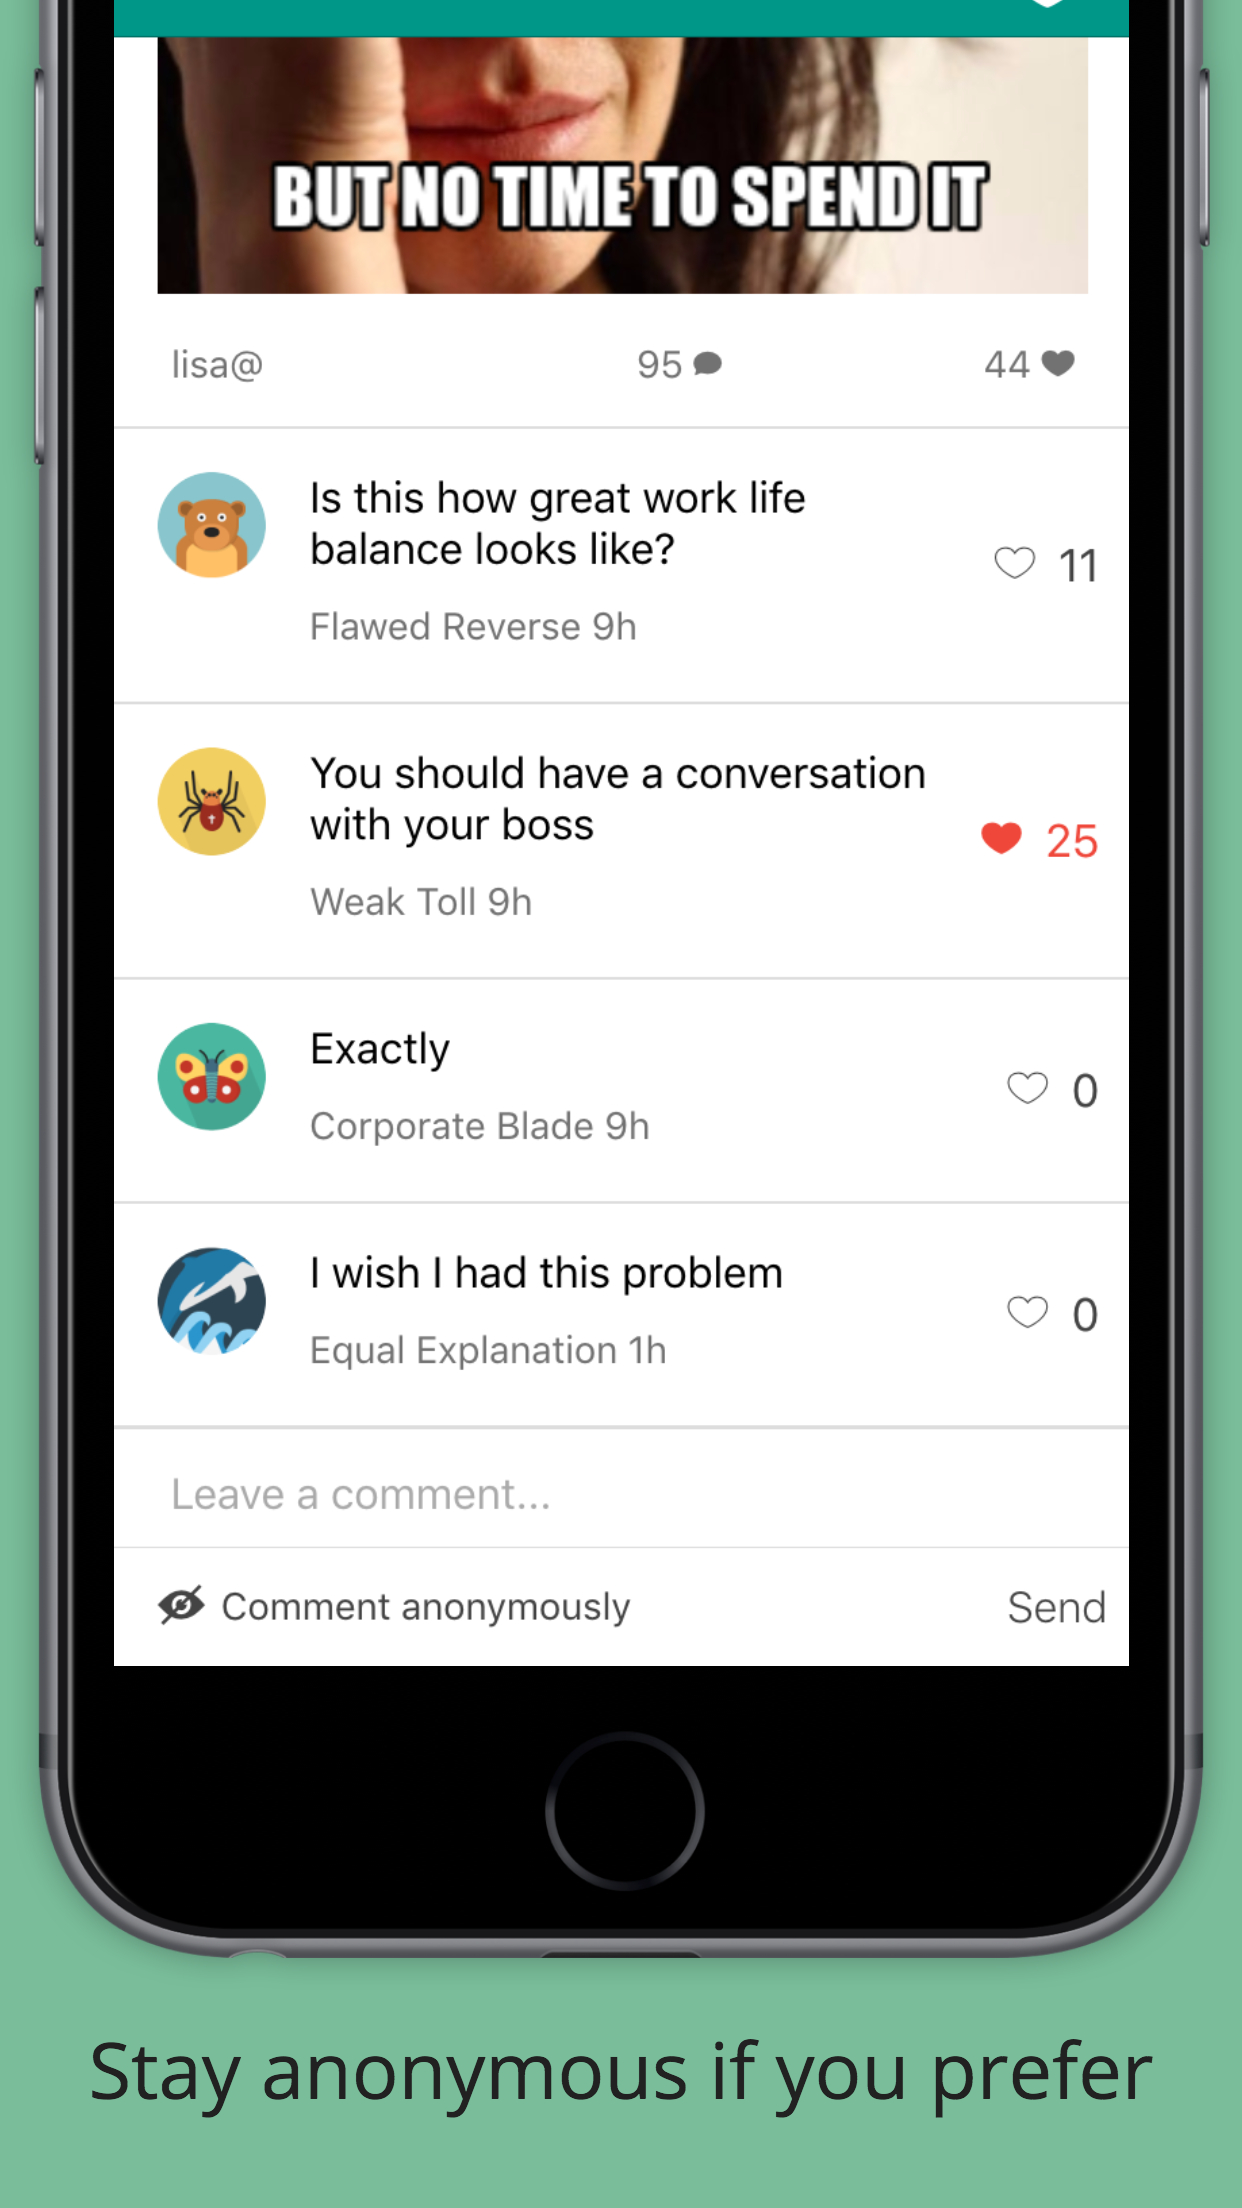 BUT NO TIME TO SPEND IT
lisa@ 95 44
Is this how great work life
balance looks like?
11
Flawed Reverse 9h
You should have a conversation
with your boss
25
Weak Toll 9h
Exactly
0
Corporate Blade 9h
I wish I had this problem
0
Equal Explanation 1h
Leave a comment...
Comment anonymously Send
Stay anonymous if you prefer